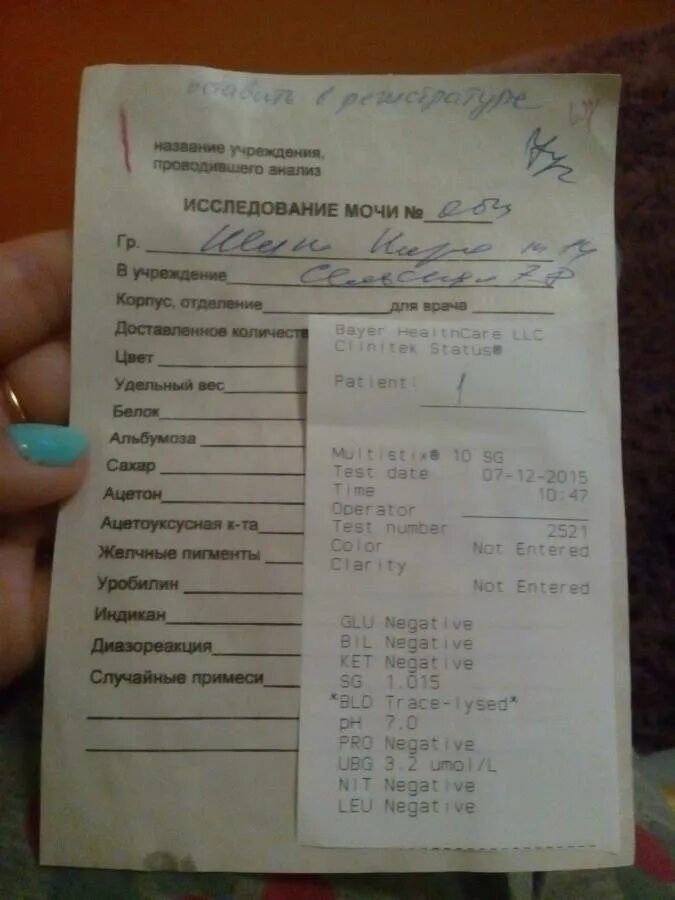 оставить в регистратуре
название учреждения,
проводившего анализ
ИССЛЕДОВАНИЕ МОЧИ № общ
Гр.
В учреждение
Корпус, отделение для врача
Доставленное количеств
Цвет
Удельный вес
Белок
Альбумоза
Сахар
Ацетон
Ацетоуксусная к-та
Желчные пигменты
Уробилин
Индикан
Диазореакция
Случайные примеси
Bayer HealthCare LLC
Clinitek Status®
Patient: 1
Multistix® 10 SG
Test date 07-12-2015
Time 10:47
Operator
Test number 2521
Color Not Entered
Clarity
Not Entered
GLU Negative
BIL Negative
KET Negative
SG 1.015
*BLD Trace-lysed*
pH 7.0
PRO Negative
UBG 3.2 umol/L
NIT Negative
LEU Negative